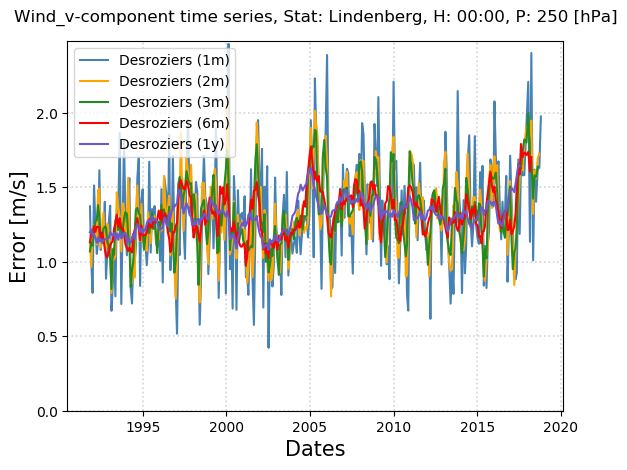 Wind_v-component time series, Stat: Lindenberg, H: 00:00, P: 250 [hPa]
Desroziers (1m)
Desroziers (2m)
Desroziers (3m)
Desroziers (6m)
Desroziers (1y)
Error [m/s]
2.0
1.5
1.0
0.5
0.0
1995 2000 2005 2010 2015 2020
Dates